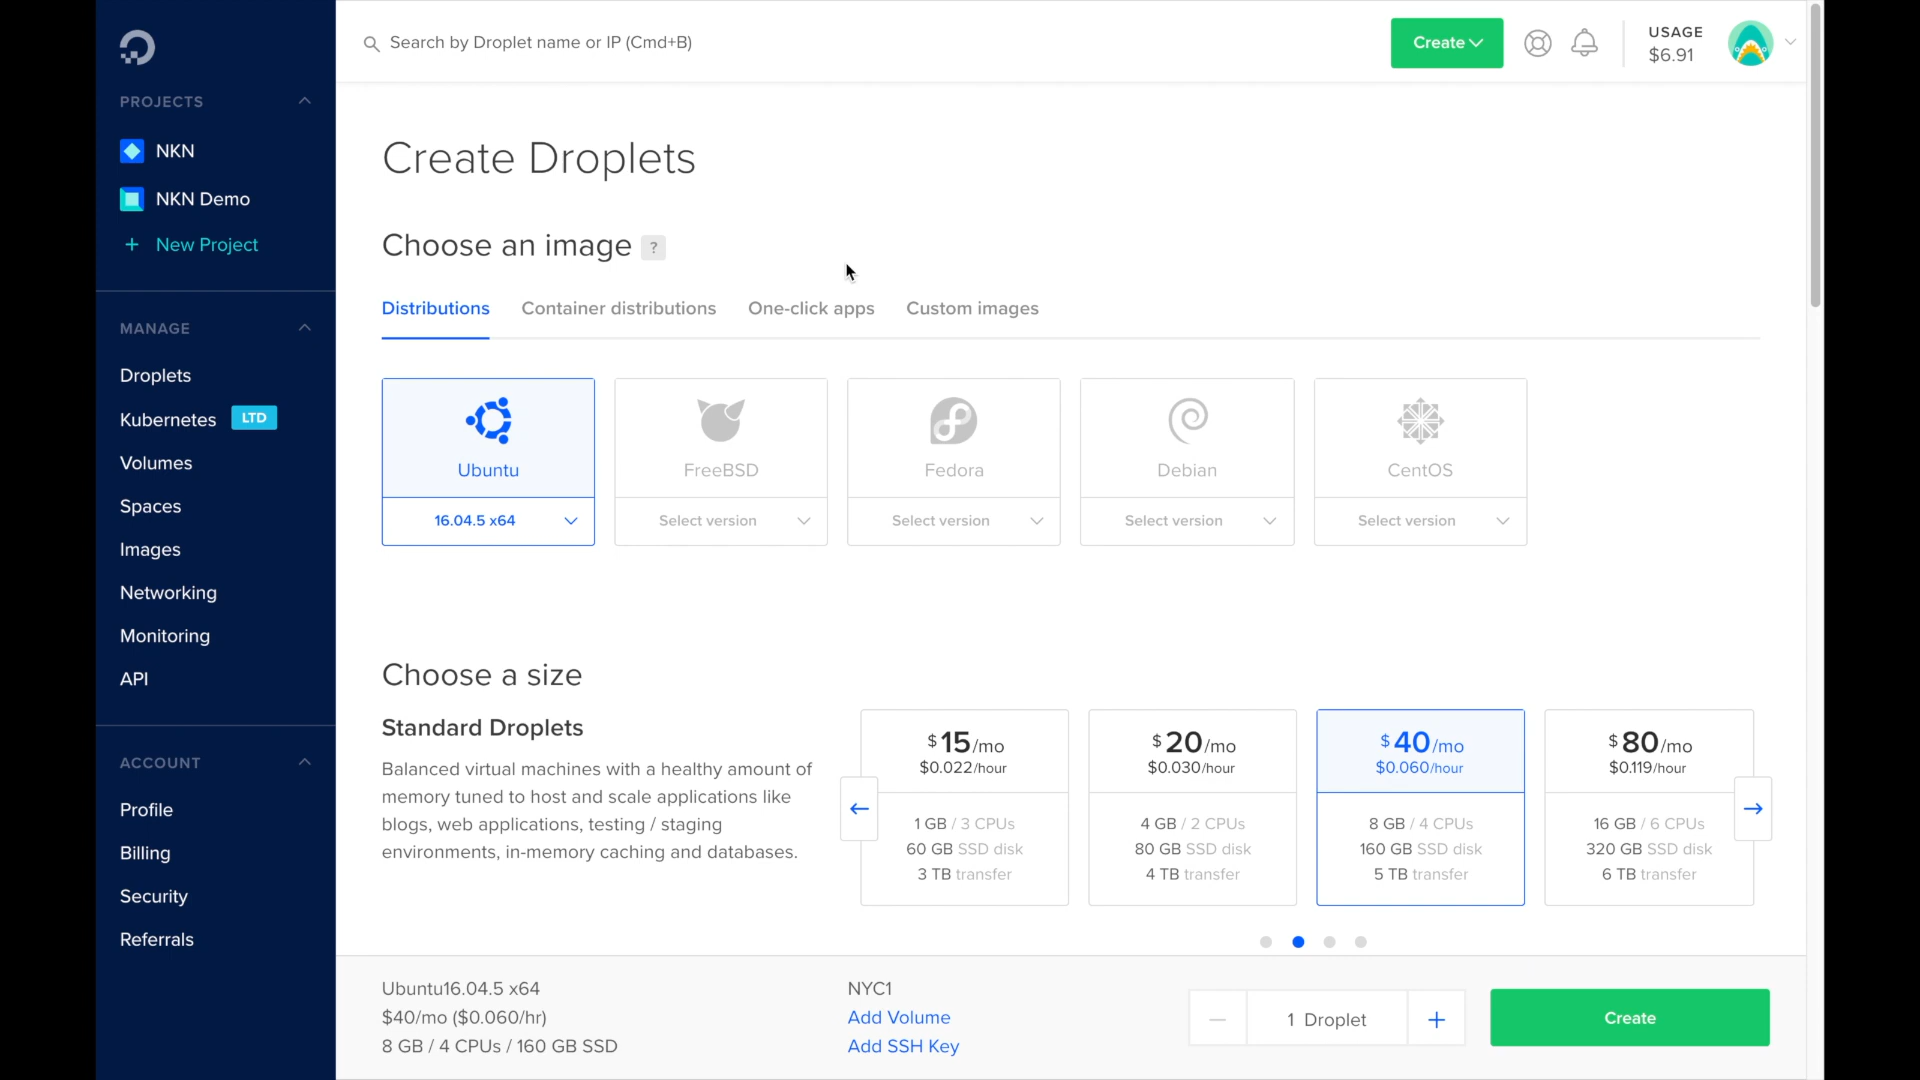 Search by Droplet name or IP (Cmd+B)
Create
USAGE
$6.91
PROJECTS
NKN
NKN Demo
+ New Project
MANAGE
Droplets
Kubernetes LTD
Volumes
Spaces
Images
Networking
Monitoring
API
ACCOUNT
Profile
Billing
Security
Referrals
Create Droplets
Choose an image ?
Distributions
Container distributions
One-click apps
Custom images
Ubuntu
16.04.5 x64
FreeBSD
Select version
Fedora
Select version
Debian
Select version
CentOS
Select version
Choose a size
Standard Droplets
Balanced virtual machines with a healthy amount of
memory tuned to host and scale applications like
blogs, web applications, testing / staging
environments, in-memory caching and databases.
$15/mo
$0.022/hour
1 GB / 3 CPUs
60 GB SSD disk
3 TB transfer
$20/mo
$0.030/hour
4 GB / 2 CPUs
80 GB SSD disk
4 TB transfer
$40/mo
$0.060/hour
8 GB / 4 CPUs
160 GB SSD disk
5 TB transfer
$80/mo
$0.119/hour
16 GB / 6 CPUs
320 GB SSD disk
6 TB transfer
Ubuntu16.04.5 x64
$40/mo ($0.060/hr)
8 GB / 4 CPUs / 160 GB SSD
NYC1
Add Volume
Add SSH Key
— 1 Droplet +
Create